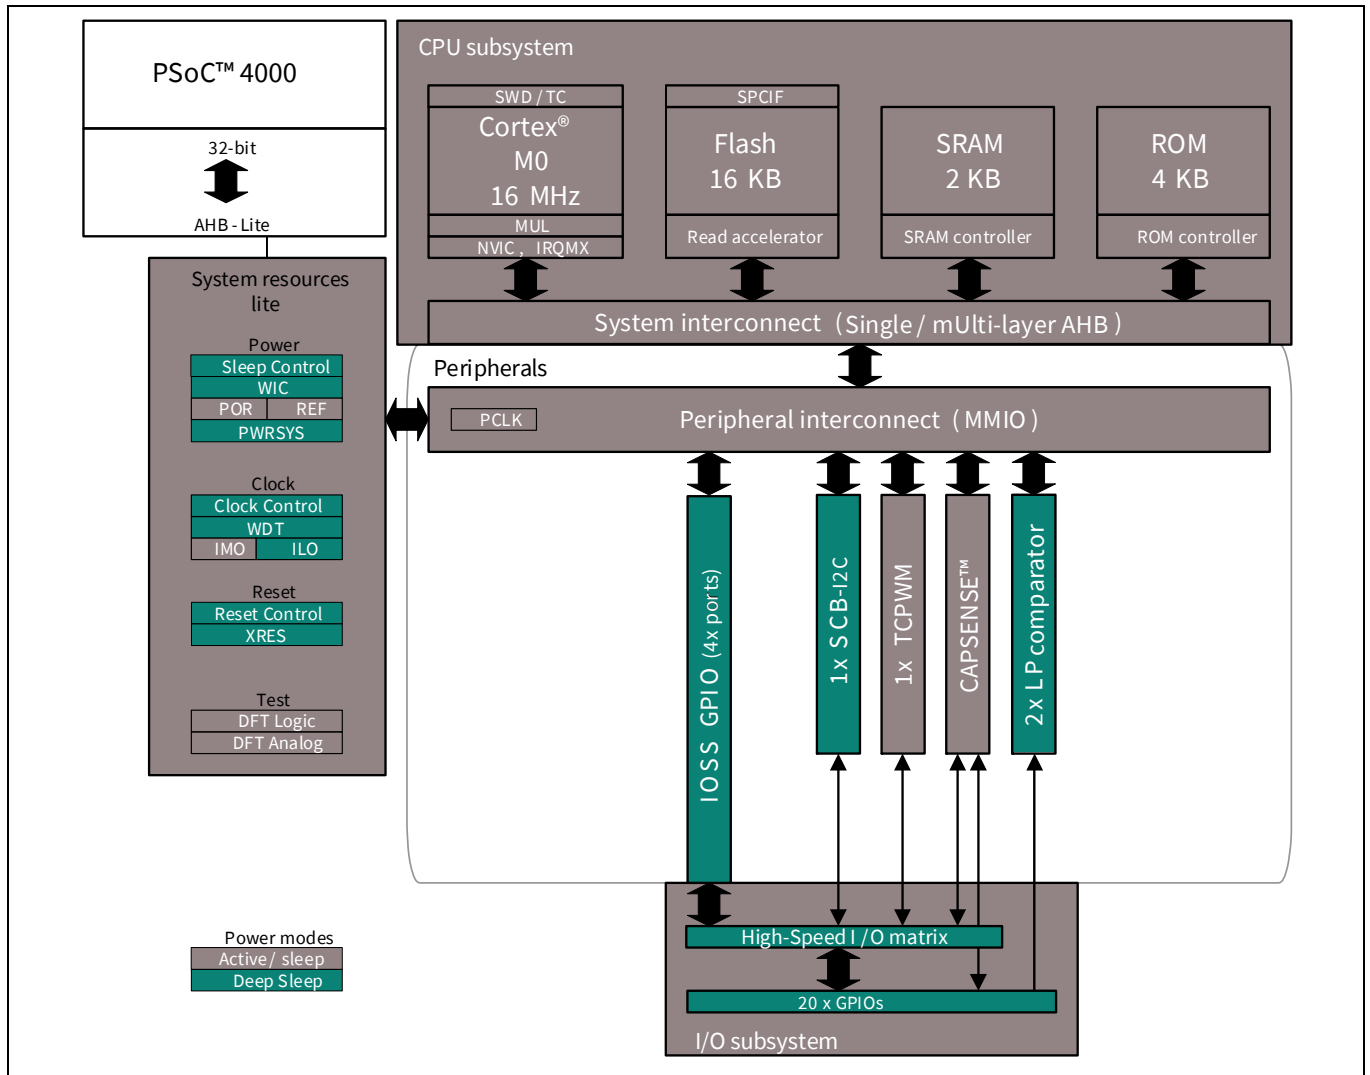 PSoC™ 4000
32-bit
AHB - Lite
CPU subsystem
SWD / TC
Cortex®
M0
16 MHz
MUL
NVIC , IRQMX
SPCIF
Flash
16 KB
Read accelerator
SRAM
2 KB
SRAM controller
ROM
4 KB
ROM controller
System interconnect ( Single / mUlti-layer AHB )
System resources
lite
Power
Sleep Control
WIC
POR REF
PWRSYS
Clock
Clock Control
WDT
IMO ILO
Reset
Reset Control
XRES
Test
DFT Logic
DFT Analog
Peripherals
PCLK
Peripheral interconnect ( MMIO )
IOSS GPIO (4x ports)
1x S CB-I2C
1x TCPWM
CAPSENSE™
2x LP comparator
High-Speed I /O matrix
20 x GPIOs
I/O subsystem
Power modes
Active/ sleep
Deep Sleep